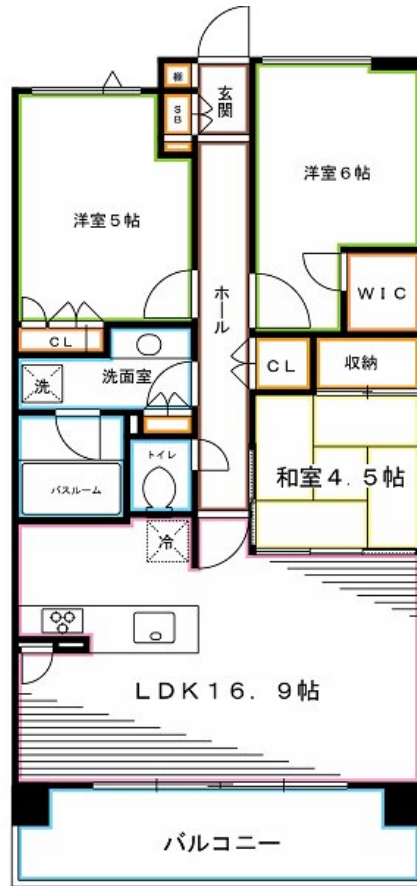 棚
玄関
SB
洋室5帖
洋室6帖
ホール
WIC
CL
CL
収納
洗
洗面室
トイレ
バスルーム
和室4.5帖
冷
LDK16.9帖
バルコニー